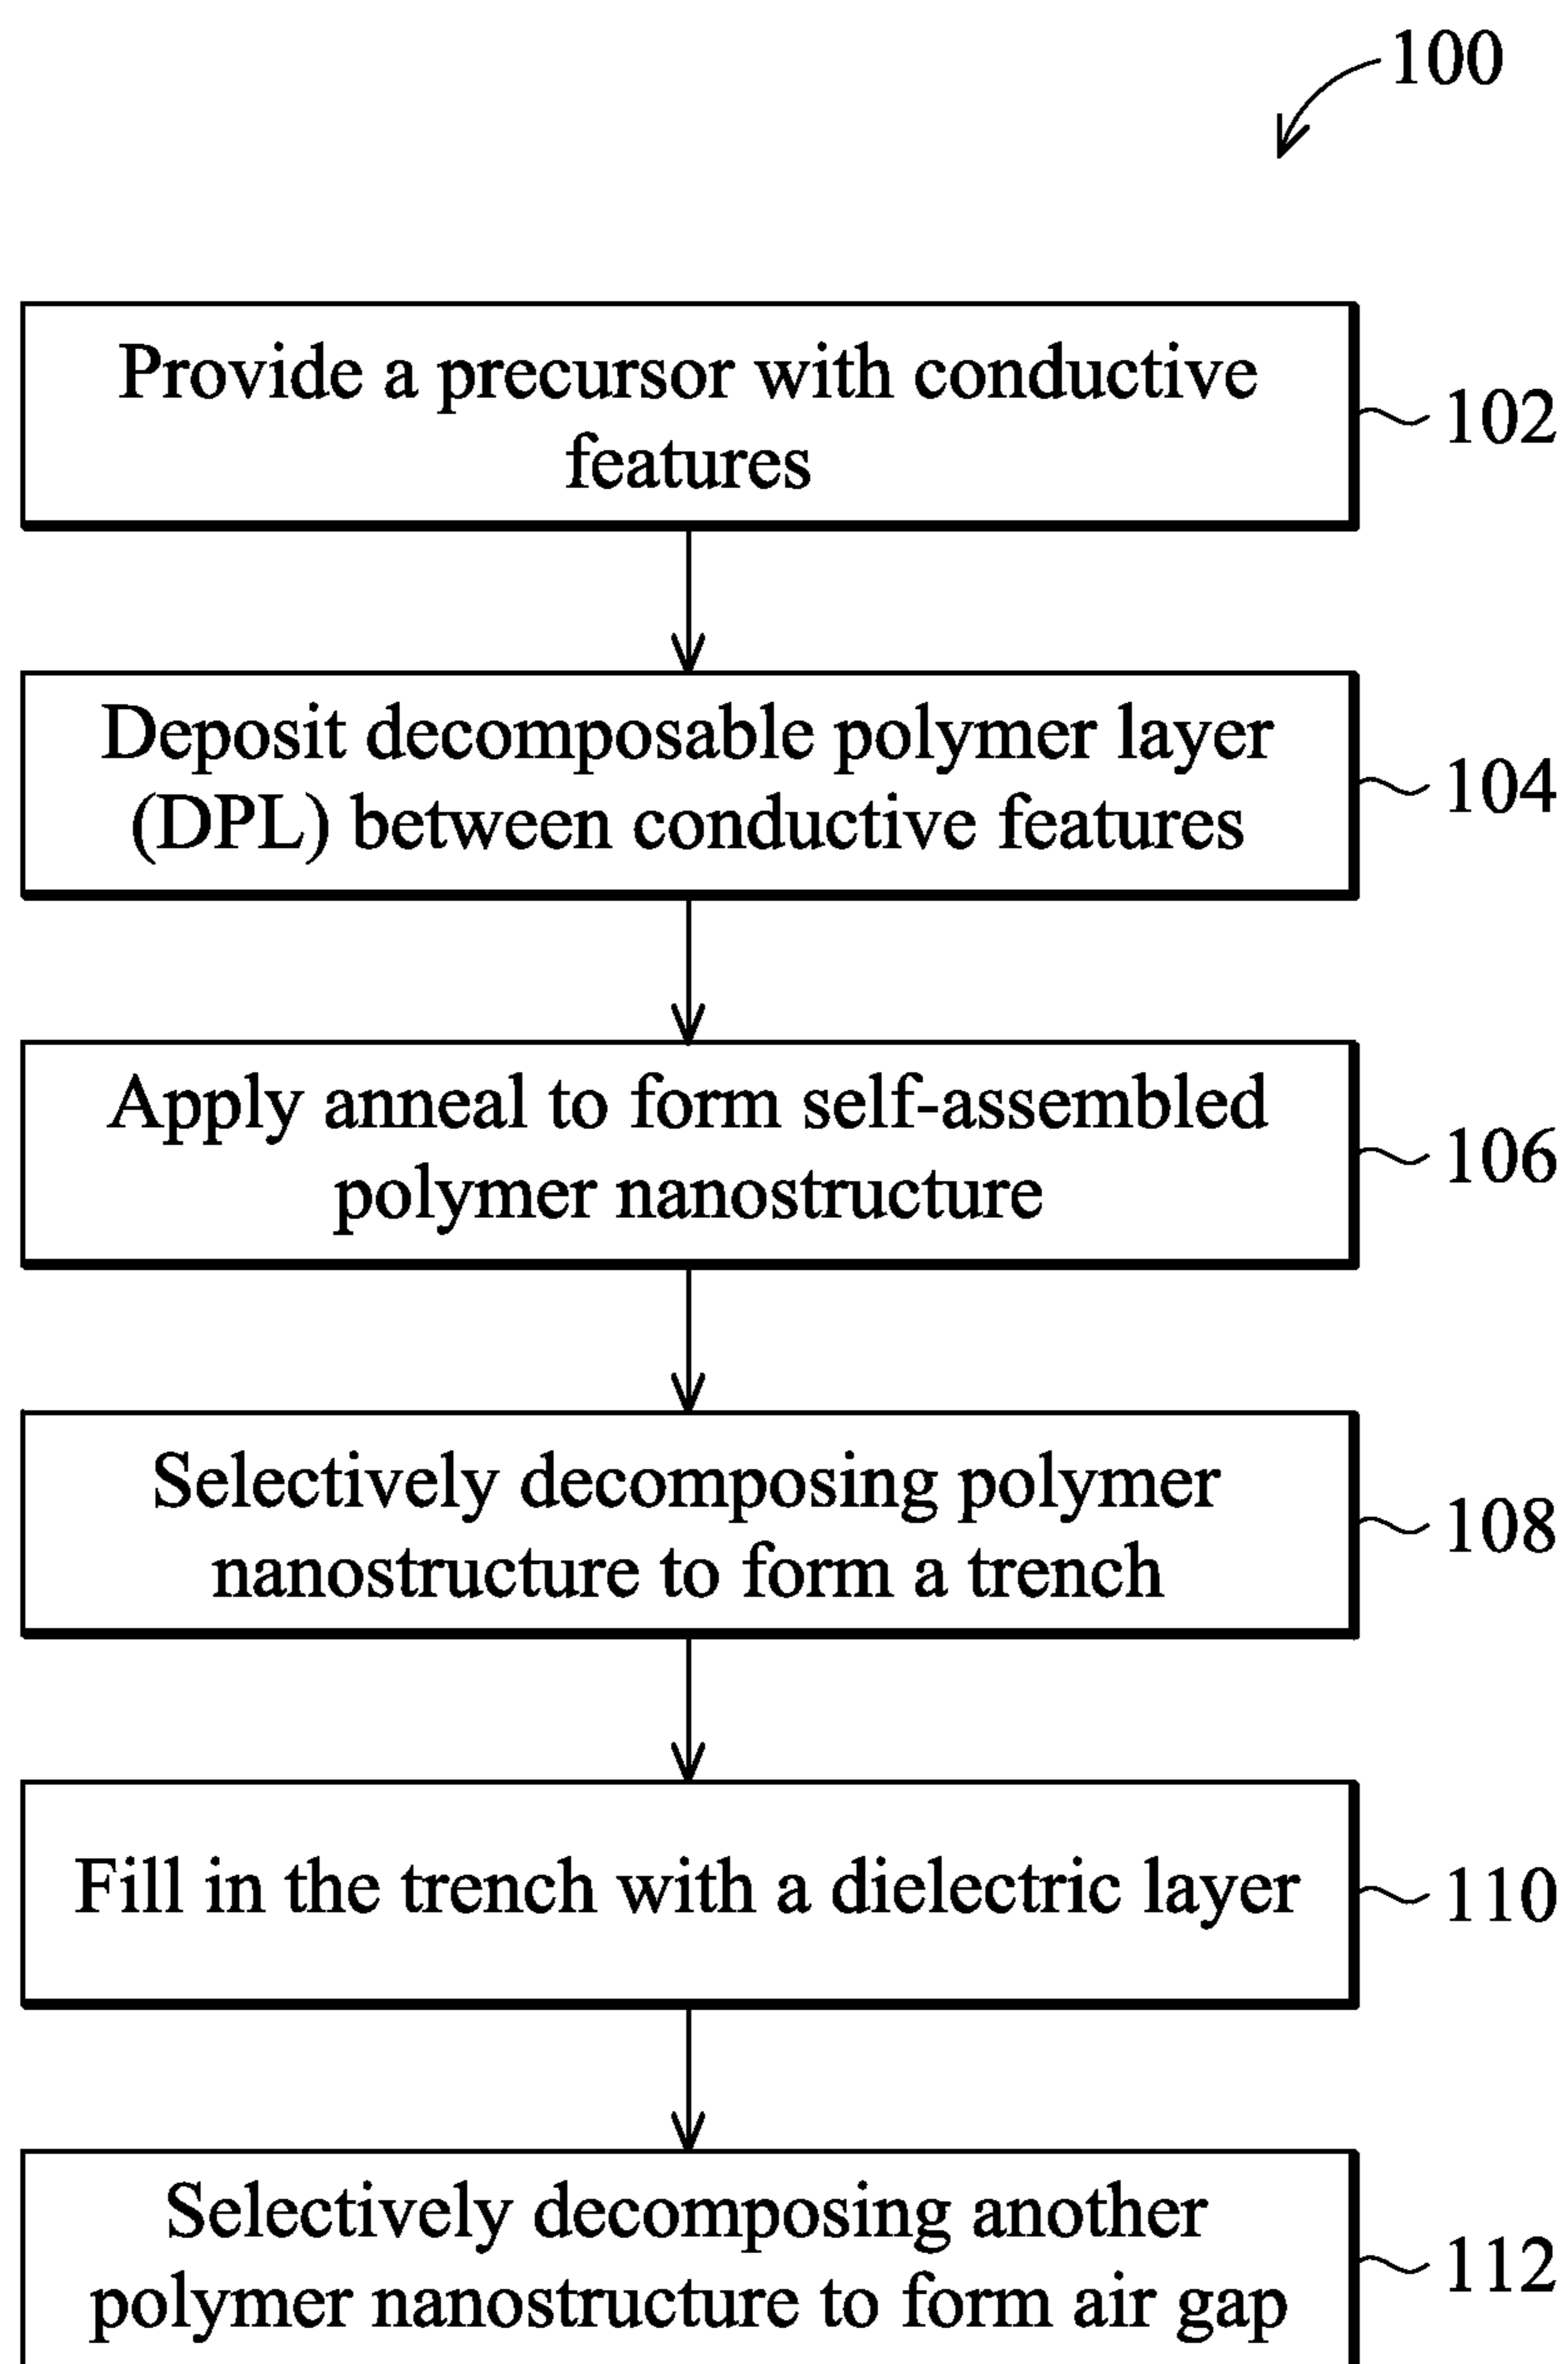 100
Provide a precursor with conductive
features
102
Deposit decomposable polymer layer
(DPL) between conductive features
104
Apply anneal to form self-assembled
polymer nanostructure
106
Selectively decomposing polymer
nanostructure to form a trench
108
Fill in the trench with a dielectric layer
110
Selectively decomposing another
polymer nanostructure to form air gap
112